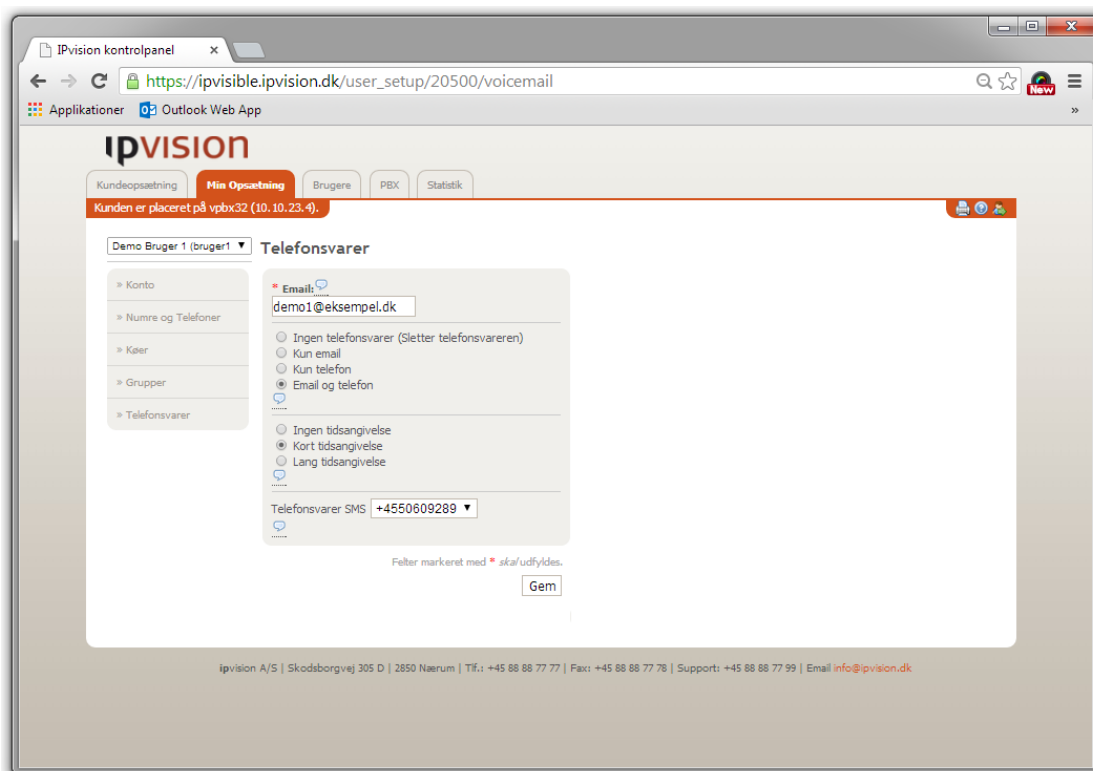 IPvision kontrolpanel
https://ipvisible.ipvision.dk/user_setup/20500/voicemail
New
Applikationer Outlook Web App »
ipvision
Kundeopsætning Min Opsætning Brugere PBX Statistik
Kunden er placeret på vpbx32 (10.10.23.4).
Demo Bruger 1 (bruger1 Telefonsvarer
» Konto
» Numre og Telefoner
» Køer
» Grupper
» Telefonsvarer
* Email:
demo1@eksempel.dk
Ingen telefonsvarer (Sletter telefonsvareren)
Kun email
Kun telefon
Email og telefon
Ingen tidsangivelse
Kort tidsangivelse
Lang tidsangivelse
Telefonsvarer SMS +4550609289
Felter markeret med * skal udfyldes.
Gem
ipvision A/S | Skodsborgvej 305 D | 2850 Nærum | Tlf.: +45 88 88 77 77 | Fax: +45 88 88 77 78 | Support: +45 88 88 77 99 | Email info@ipvision.dk